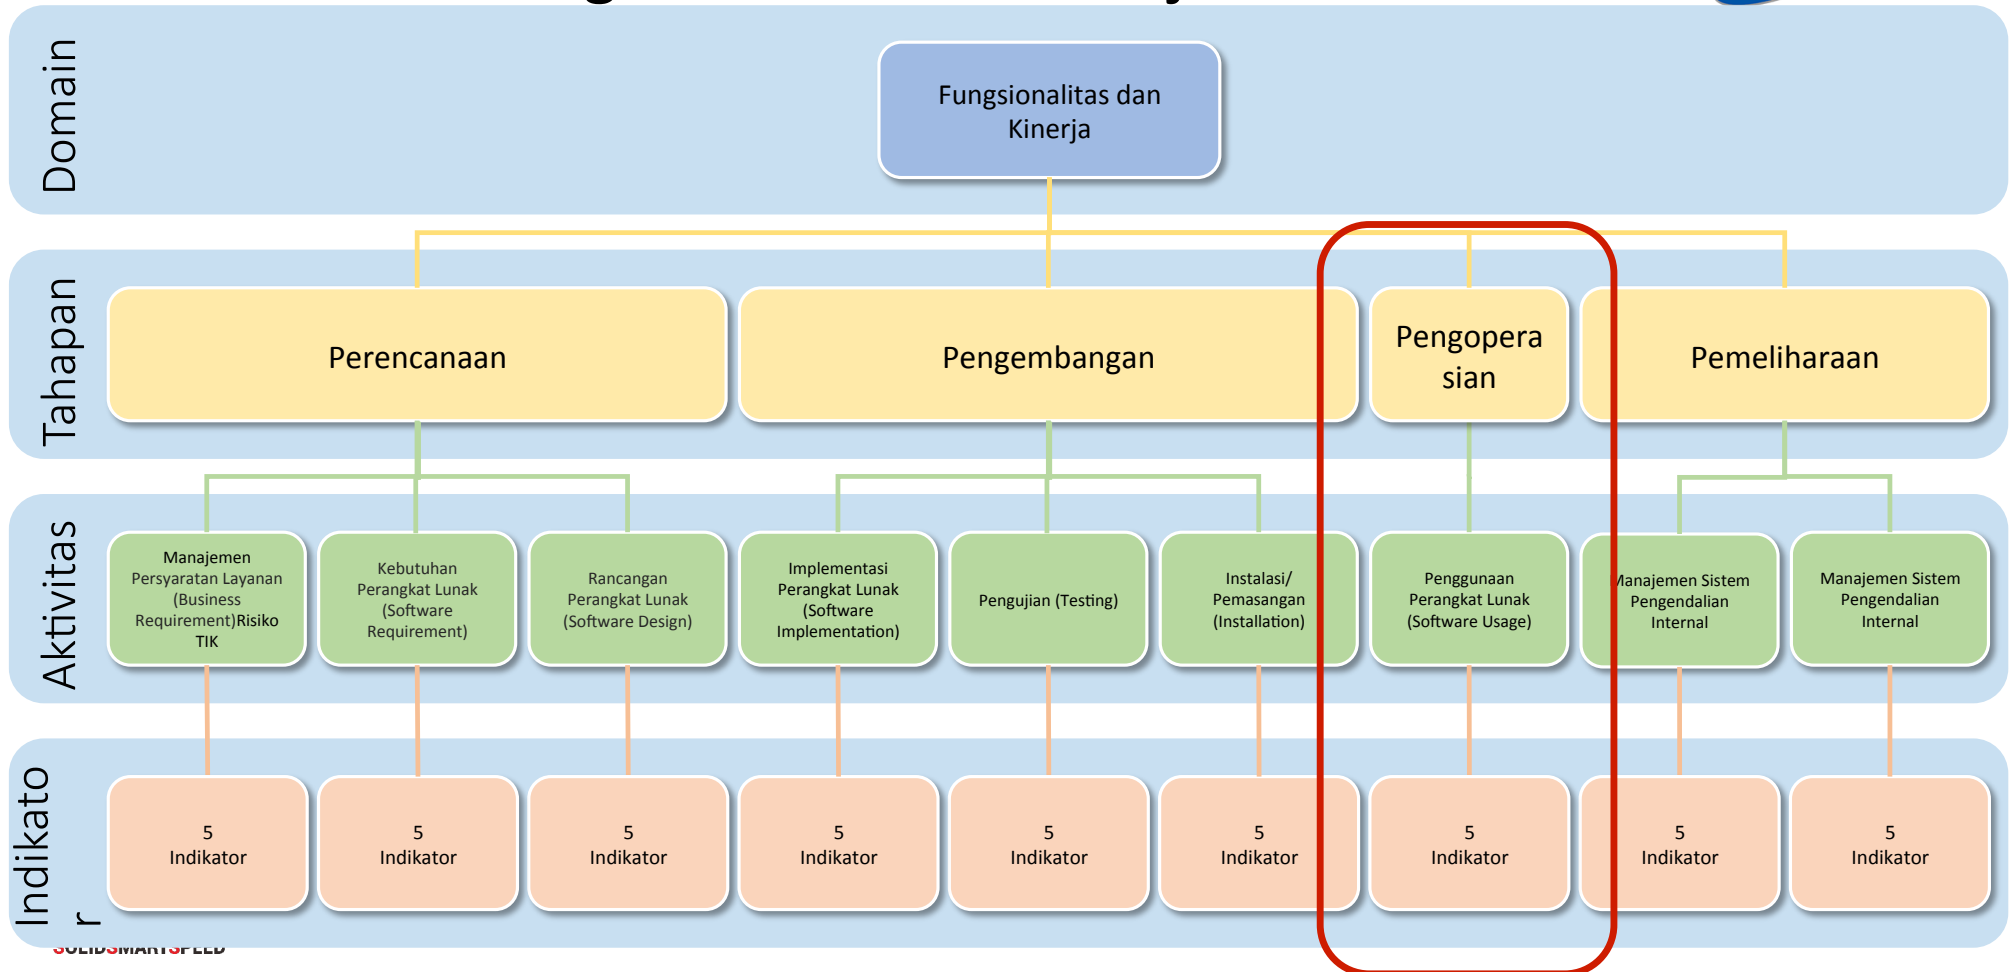 Domain
Fungsionalitas dan
Kinerja
Tahapan
Perencanaan
Pengembangan
Pengopera
sian
Pemeliharaan
Aktivitas
Manajemen
Persyaratan Layanan
(Business
Requirement)Risiko
TIK
Kebutuhan
Perangkat Lunak
(Software
Requirement)
Rancangan
Perangkat Lunak
(Software Design)
Implementasi
Perangkat Lunak
(Software
Implementation)
Pengujian (Testing)
Instalasi/
Pemasangan
(Installation)
Penggunaan
Perangkat Lunak
(Software Usage)
Manajemen Sistem
Pengendalian
Internal
Manajemen Sistem
Pengendalian
Internal
Indikato
r
5
Indikator
5
Indikator
5
Indikator
5
Indikator
5
Indikator
5
Indikator
5
Indikator
5
Indikator
5
Indikator
SOLIDSMARTSPEED